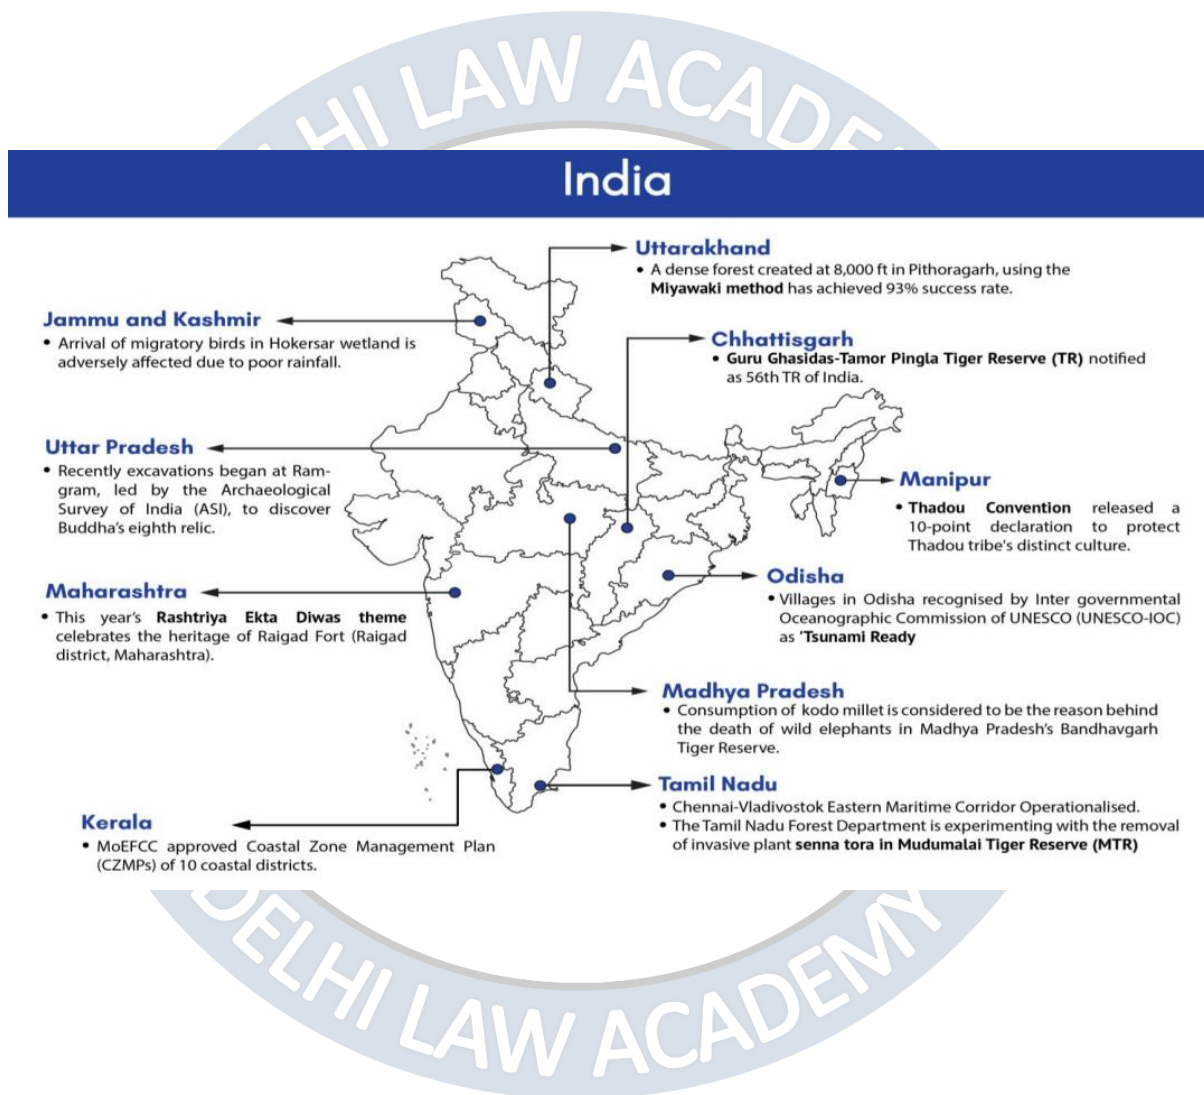 DELHI LAW ACADEMY
India
Uttarakhand
• A dense forest created at 8,000 ft in Pithoragarh, using the
Miyawaki method has achieved 93% success rate.
Jammu and Kashmir
• Arrival of migratory birds in Hokersar wetland is
adversely affected due to poor rainfall.
Chhattisgarh
• Guru Ghasidas-Tamor Pingla Tiger Reserve (TR) notified
as 56th TR of India.
Uttar Pradesh
• Recently excavations began at Ram-
gram, led by the Archaeological
Survey of India (ASI), to discover
Buddha's eighth relic.
Manipur
• Thadou Convention released a
10-point declaration to protect
Thadou tribe's distinct culture.
Maharashtra
• This year's Rashtriya Ekta Diwas theme
celebrates the heritage of Raigad Fort (Raigad
district, Maharashtra).
Odisha
• Villages in Odisha recognised by Inter governmental
Oceanographic Commission of UNESCO (UNESCO-IOC)
as 'Tsunami Ready
Madhya Pradesh
• Consumption of kodo millet is considered to be the reason behind
the death of wild elephants in Madhya Pradesh's Bandhavgarh
Tiger Reserve.
Tamil Nadu
• Chennai-Vladivostok Eastern Maritime Corridor Operationalised.
• The Tamil Nadu Forest Department is experimenting with the removal
of invasive plant senna tora in Mudumalai Tiger Reserve (MTR)
Kerala
• MoEFCC approved Coastal Zone Management Plan
(CZMPs) of 10 coastal districts.
DELHI LAW ACADEMY